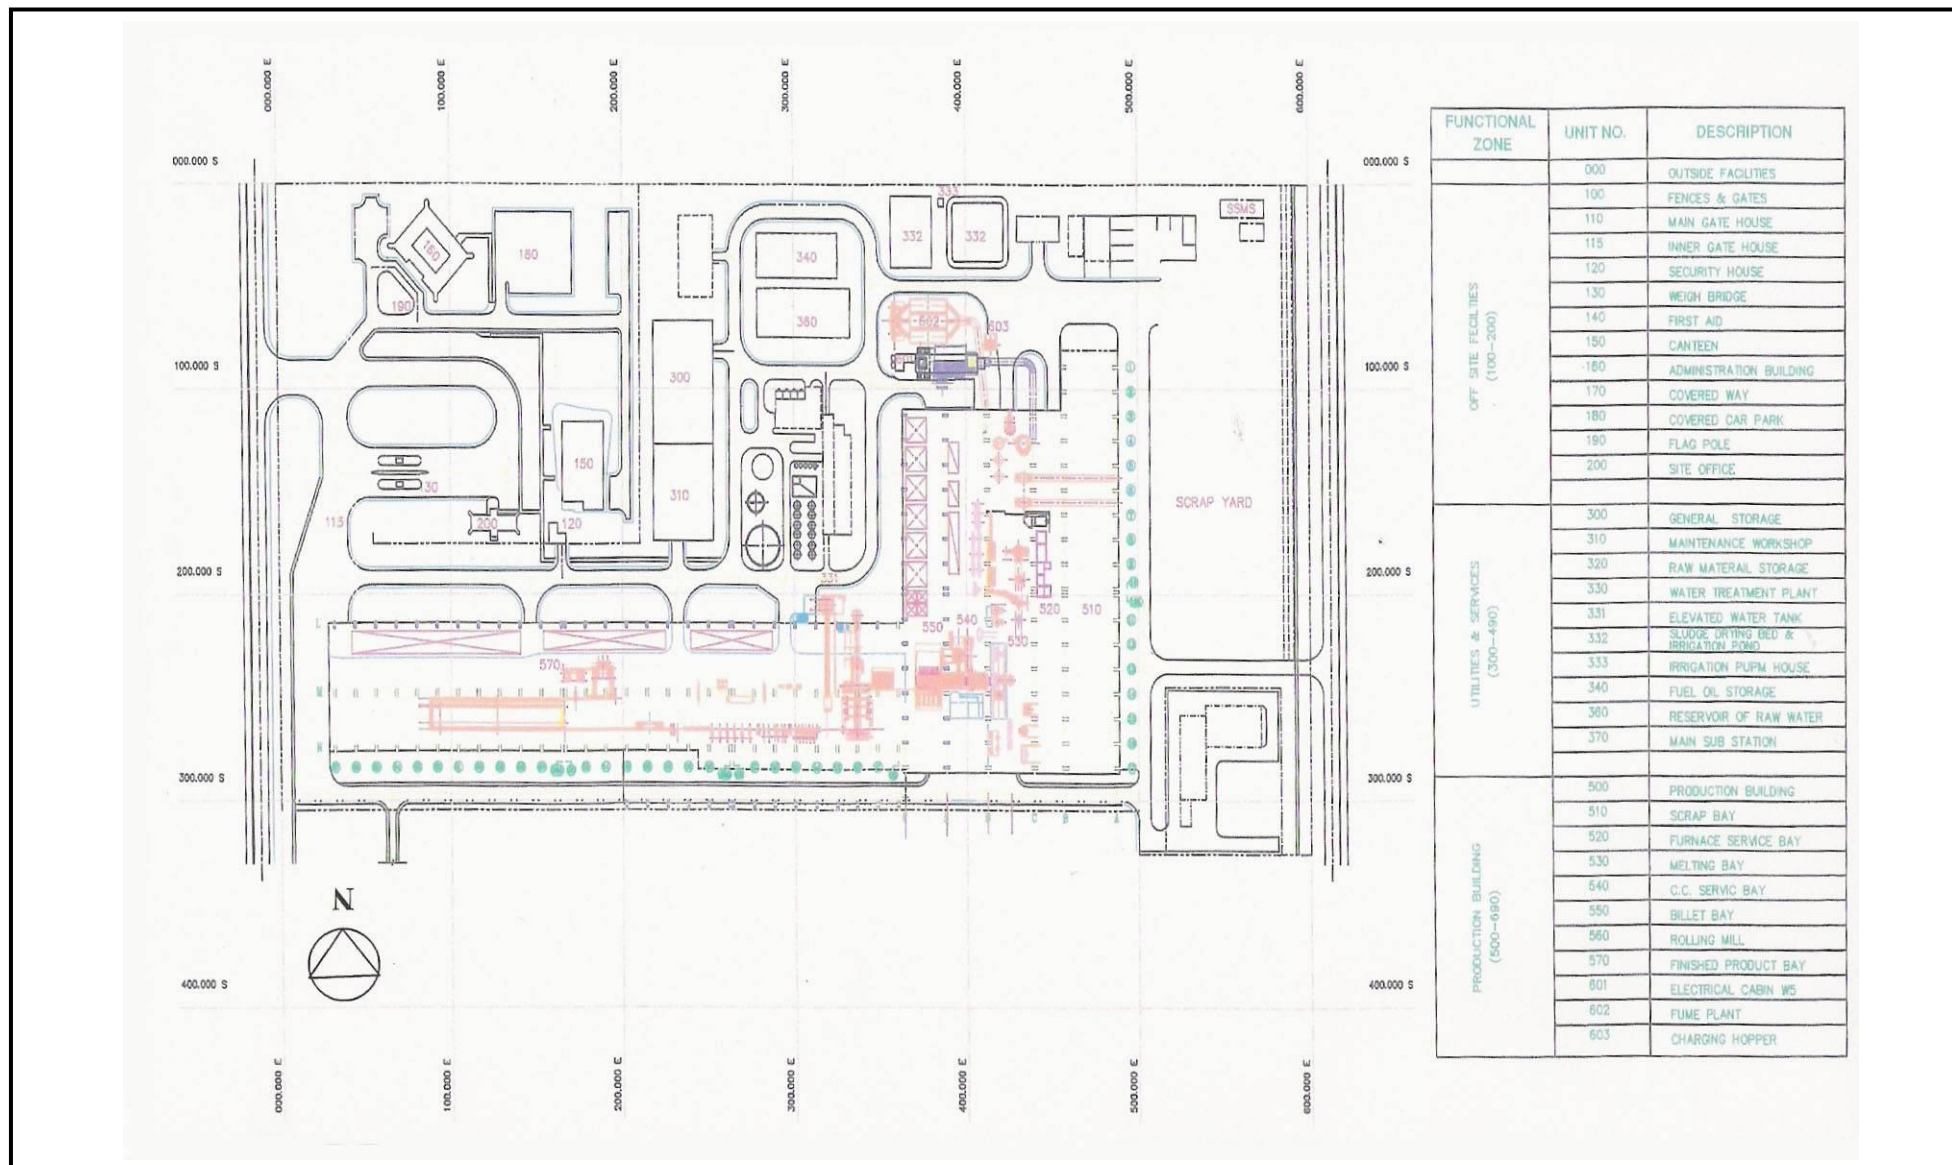 000.000 E
100.000 E
200.000 E
300.000 E
400.000 E
500.000 E
600.000 E
000.000 S
000.000 S
100.000 S
100.000 S
200.000 S
200.000 S
300.000 S
300.000 S
400.000 S
400.000 S
333
SSMS
332
332
180
340
190
360
603
300
150
SCRAP YARD
310
30
200
120
331
520
510
550
540
530
570
N
000.000 E
100.000 E
200.000 E
300.000 E
400.000 E
500.000 E
600.000 E
FUNCTIONAL ZONE UNIT NO. DESCRIPTION
000 OUTSIDE FACILITIES
OFF SITE FECILITIES (100-200)
100 FENCES & GATES
110 MAIN GATE HOUSE
115 INNER GATE HOUSE
120 SECURITY HOUSE
130 WEIGH BRIDGE
140 FIRST AID
150 CANTEEN
160 ADMINISTRATION BUILDING
170 COVERED WAY
180 COVERED CAR PARK
190 FLAG POLE
200 SITE OFFICE
UTILITIES & SERVICES (300-490)
300 GENERAL STORAGE
310 MAINTENANCE WORKSHOP
320 RAW MATERAIL STORAGE
330 WATER TREATMENT PLANT
331 ELEVATED WATER TANK
332 SLUDGE DRYING BED & IRRIGATION POND
333 IRRIGATION PUPM HOUSE
340 FUEL OIL STORAGE
360 RESERVOIR OF RAW WATER
370 MAIN SUB STATION
PRODUCTION BUILDING (500-690)
500 PRODUCTION BUILDING
510 SCRAP BAY
520 FURNACE SERVICE BAY
530 MELTING BAY
540 C.C. SERVIC BAY
550 BILLET BAY
560 ROLLING MILL
570 FINISHED PRODUCT BAY
601 ELECTRICAL CABIN W5
602 FUME PLANT
603 CHARGING HOPPER